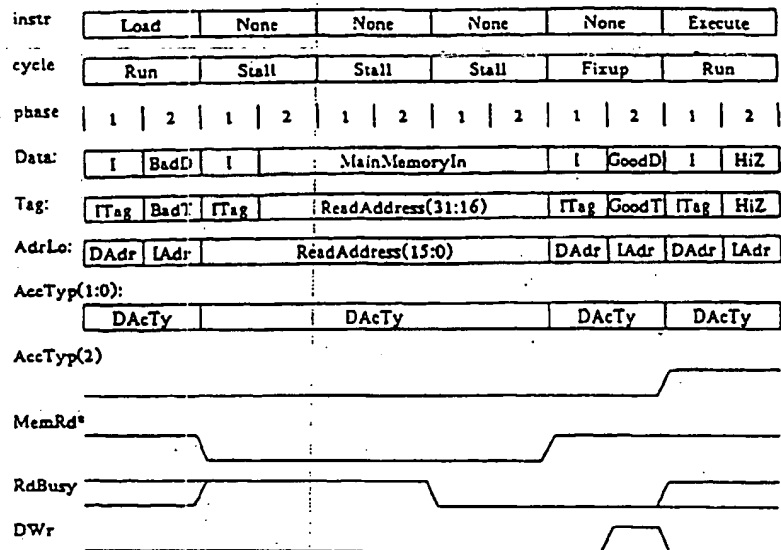 instr Load None None None None Execute
cycle Run Stall Stall Stall Fixup Run
phase 1 2 1 2 1 2 1 2 1 2 1 2
Data: I BadD I MainMemoryIn I GoodD I HiZ
Tag: ITag BadT ITag ReadAddress(31:16) ITag GoodT ITag HiZ
AdrLo: DAdr IAdr ReadAddress(15:0) DAdr IAdr DAdr IAdr
AccTyp(1:0):
DAcTy DAcTy DAcTy DAcTy
AccTyp(2)
MemRd*
RdBusy
DWr